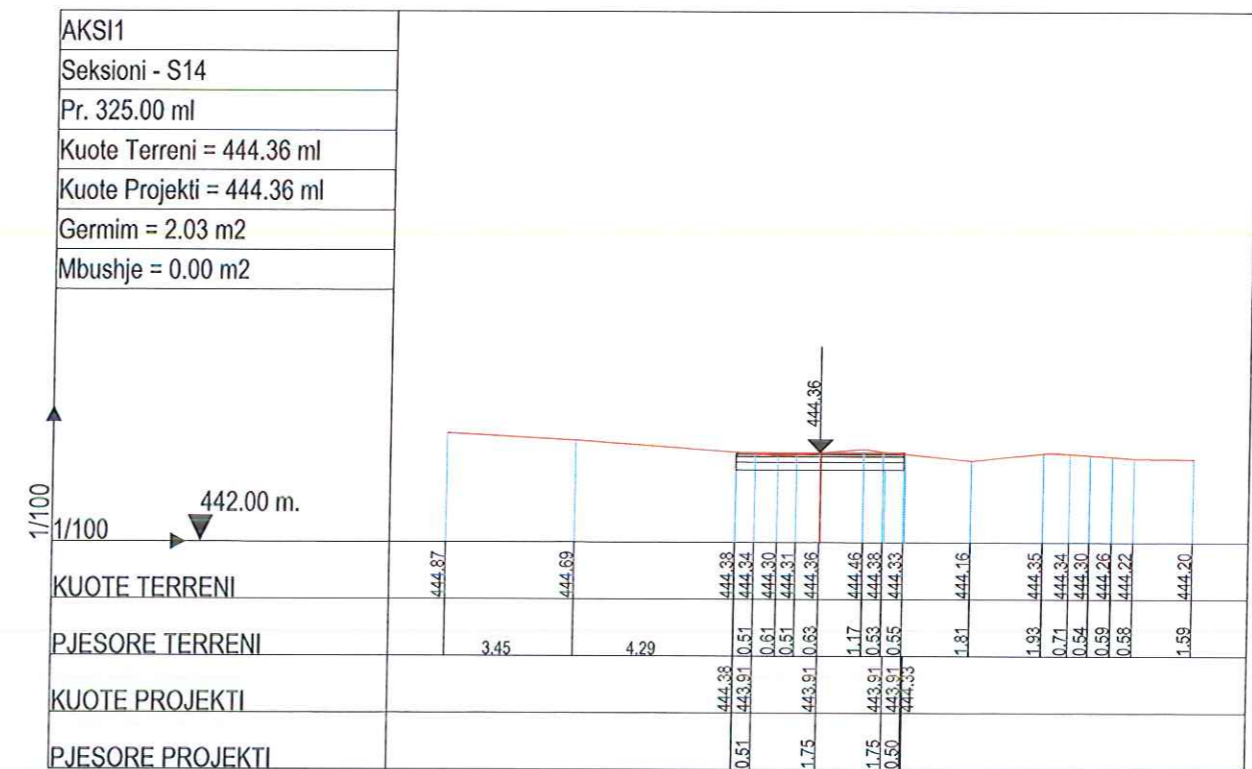 AKSI1
Seksioni - S14
Pr. 325.00 ml
Kuote Terreni = 444.36 ml
Kuote Projekti = 444.36 ml
Germim = 2.03 m2
Mbushje = 0.00 m2
444.36
1/100
442.00 m.
1/100
KUOTE TERRENI 444.87 444.69 444.38 444.34 444.30 444.31 444.36 444.46 444.38 444.33 444.16 444.35 444.34 444.30 444.26 444.22 444.20
PJESORE TERRENI 3.45 4.29 0.51 0.61 0.51 0.63 1.17 0.53 0.55 1.81 1.93 0.71 0.54 0.59 0.58 1.59
KUOTE PROJEKTI 444.38 443.91 443.91 443.91 443.91 444.33
PJESORE PROJEKTI 0.51 1.75 1.75 0.50